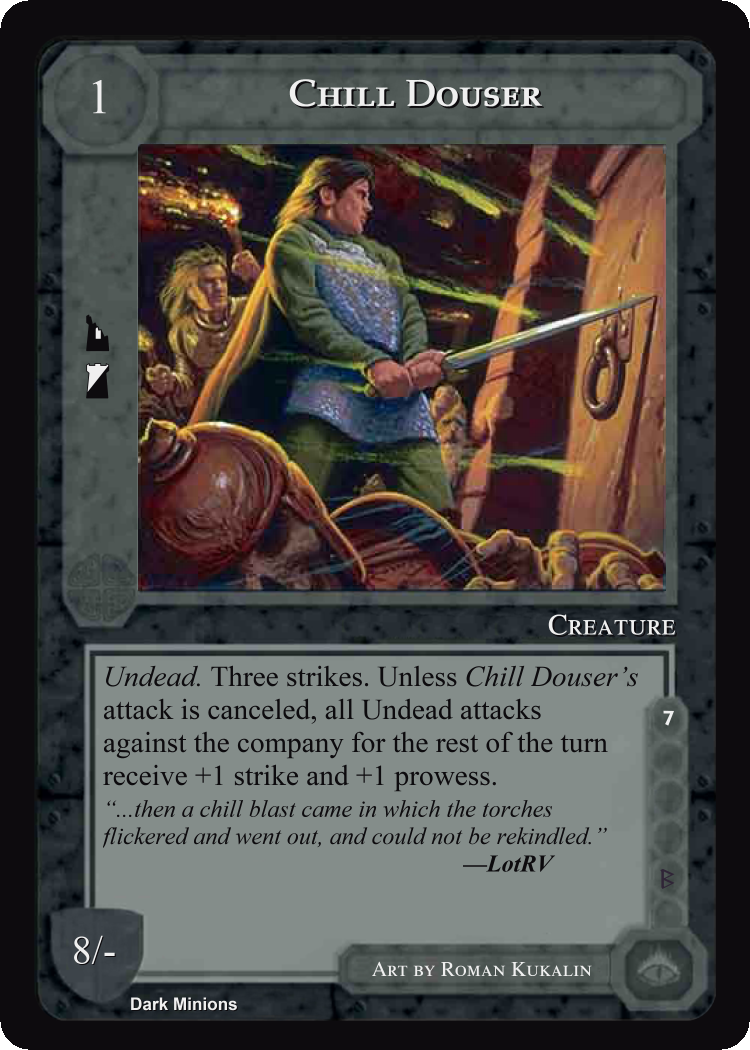 1
CHILL DOUSER
CREATURE
Undead. Three strikes. Unless Chill Douser's
attack is canceled, all Undead attacks
against the company for the rest of the turn
receive +1 strike and +1 prowess.
"...then a chill blast came in which the torches
flickered and went out, and could not be rekindled."
—LotRV
7
ᛒ
8/-
ART BY ROMAN KUKALIN
Dark Minions